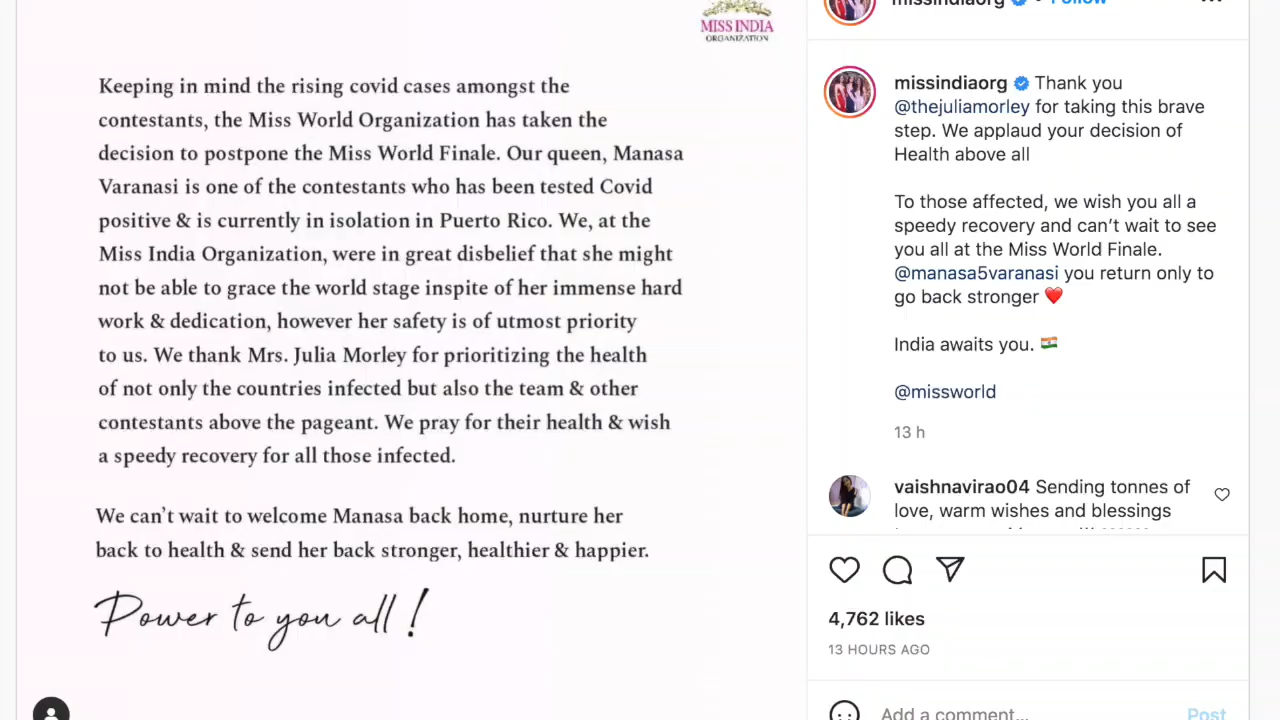 MISS INDIA
ORGANIZATION
Keeping in mind the rising covid cases amongst the
contestants, the Miss World Organization has taken the
decision to postpone the Miss World Finale. Our queen, Manasa
Varanasi is one of the contestants who has been tested Covid
positive & is currently in isolation in Puerto Rico. We, at the
Miss India Organization, were in great disbelief that she might
not be able to grace the world stage inspite of her immense hard
work & dedication, however her safety is of utmost priority
to us. We thank Mrs. Julia Morley for prioritizing the health
of not only the countries infected but also the team & other
contestants above the pageant. We pray for their health & wish
a speedy recovery for all those infected.
We can't wait to welcome Manasa back home, nurture her
back to health & send her back stronger, healthier & happier.
Power to you all !
missindiaorg • Follow
missindiaorg Thank you
@thejuliamorley for taking this brave
step. We applaud your decision of
Health above all
To those affected, we wish you all a
speedy recovery and can't wait to see
you all at the Miss World Finale.
@manasa5varanasi you return only to
go back stronger ❤️
India awaits you. 🇮🇳
@missworld
13 h
vaishnavirao04 Sending tonnes of
love, warm wishes and blessings
4,762 likes
13 HOURS AGO
Add a comment...
Post